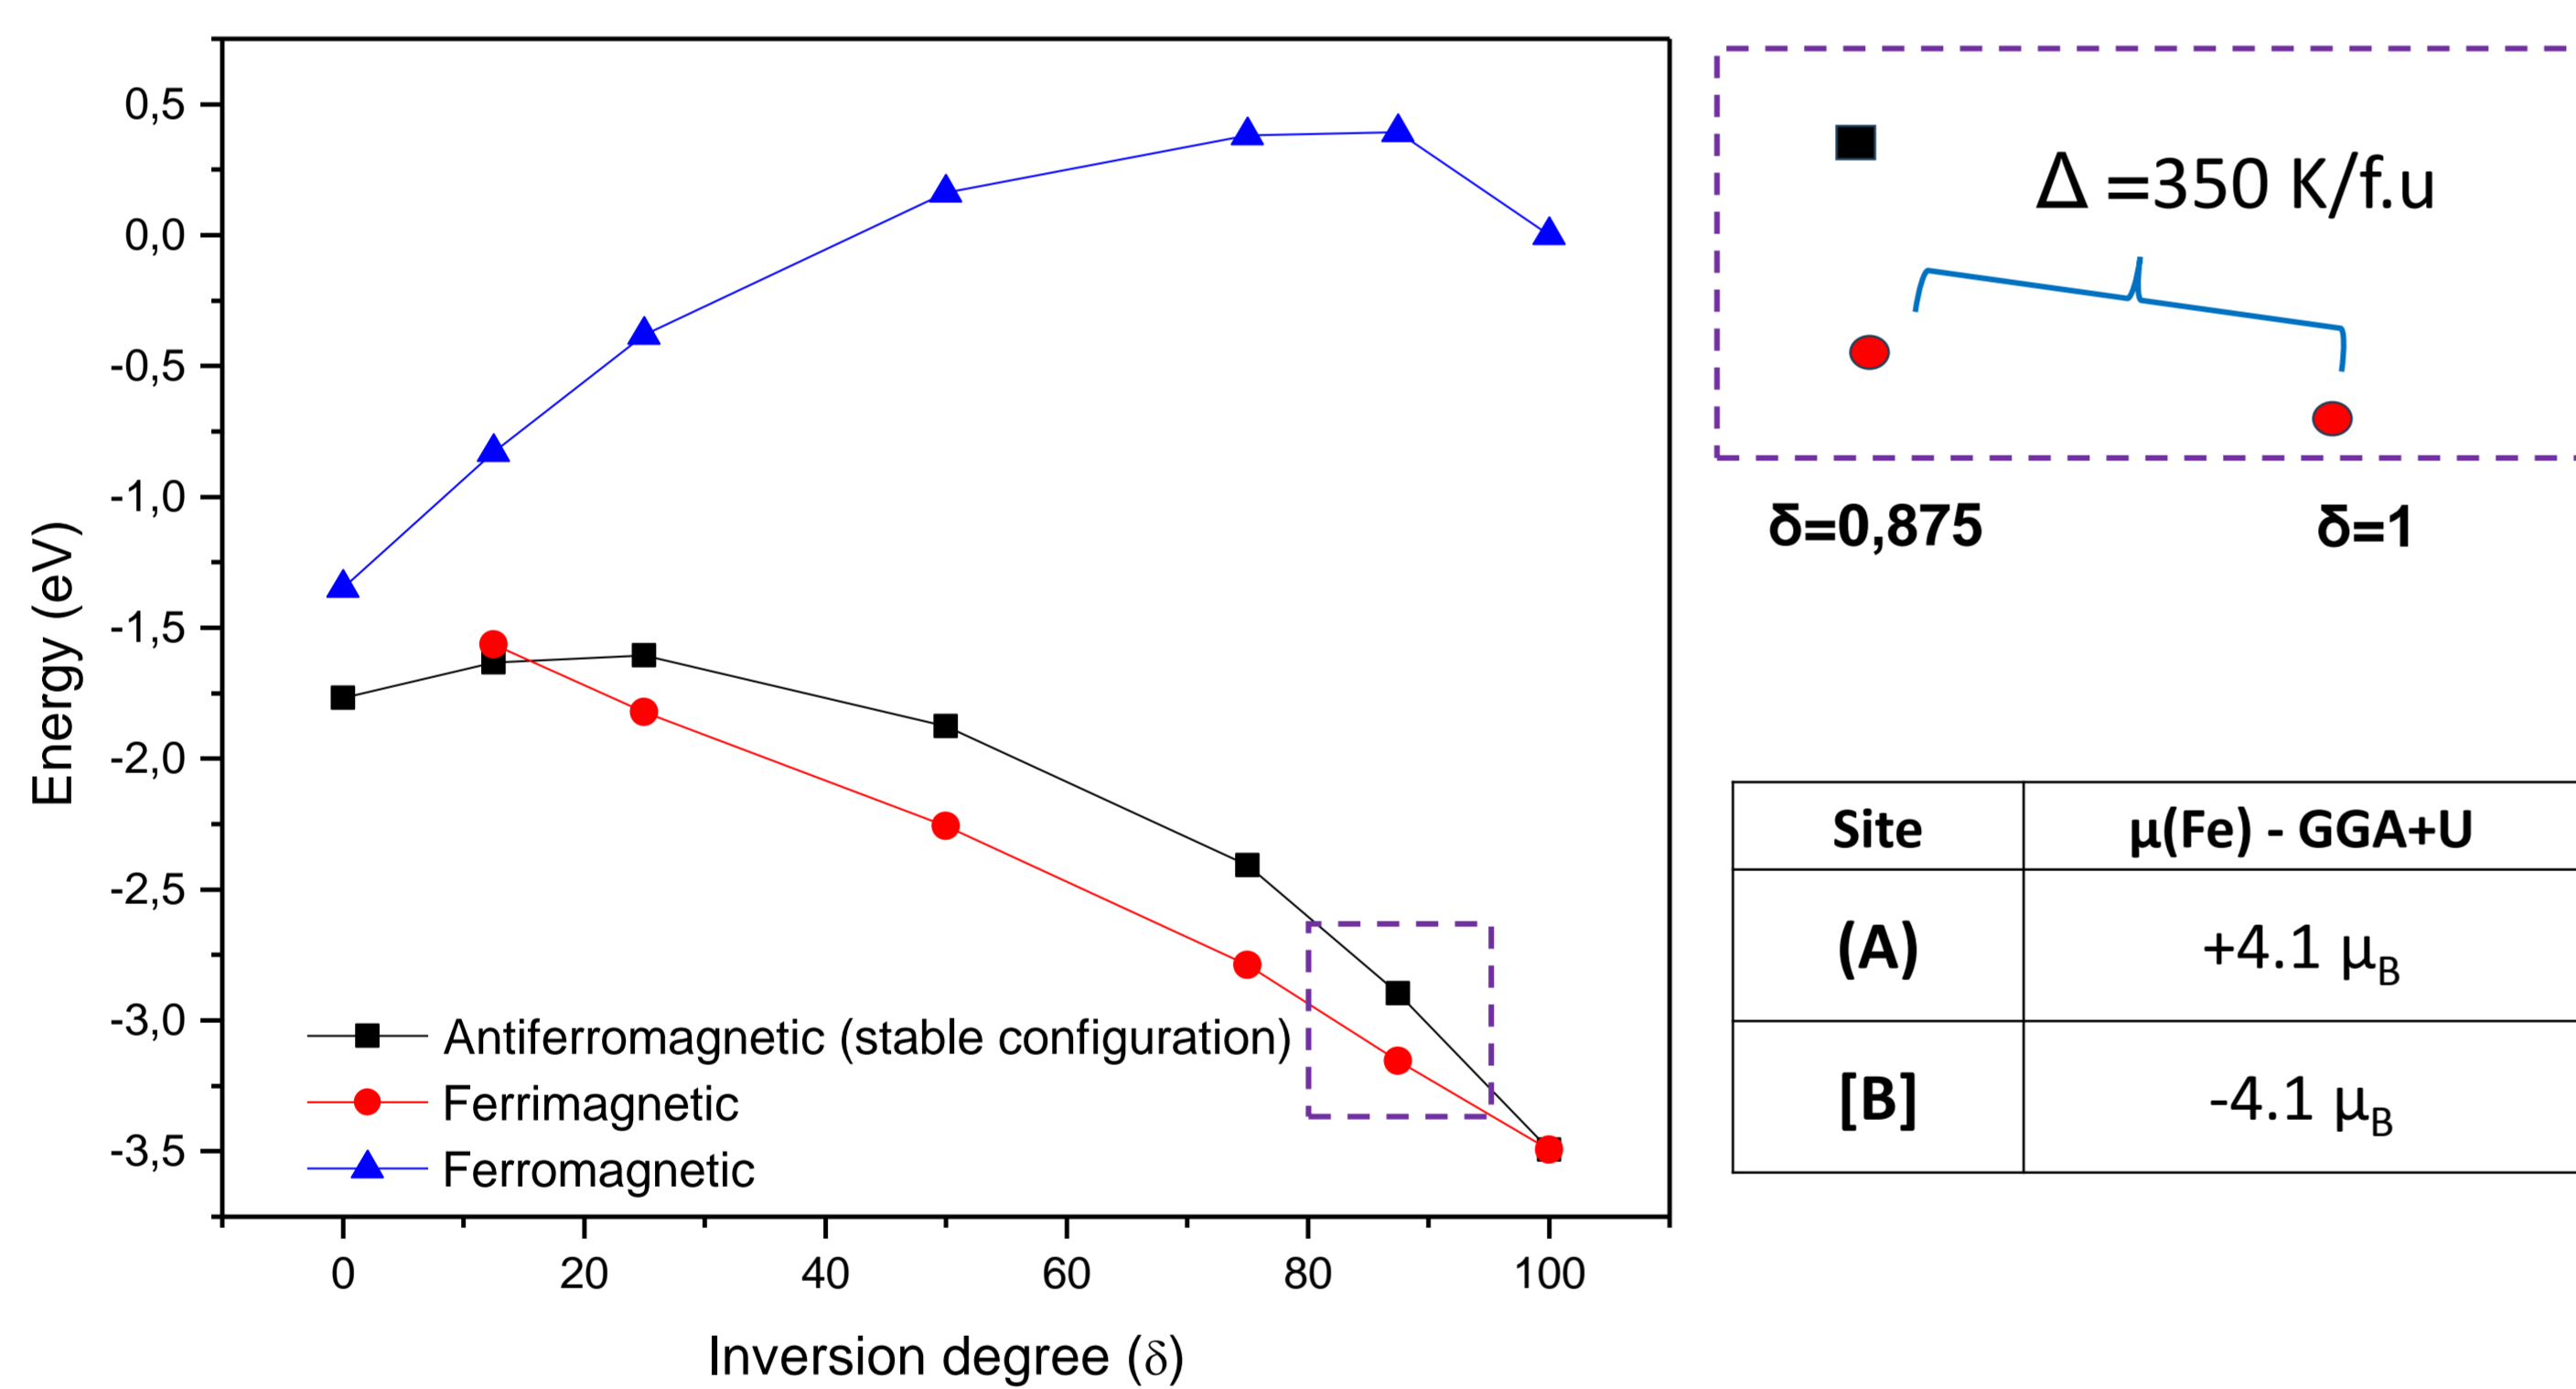 0,5
0,0
-0,5
-1,0
-1,5
-2,0
-2,5
-3,0
-3,5
Energy (eV)
Antiferromagnetic (stable configuration)
Ferrimagnetic
Ferromagnetic
0 20 40 60 80 100
Inversion degree (δ)
Δ =350 K/f.u
δ=0,875 δ=1
Site μ(Fe) - GGA+U
(A) +4.1 μB
[B] -4.1 μB